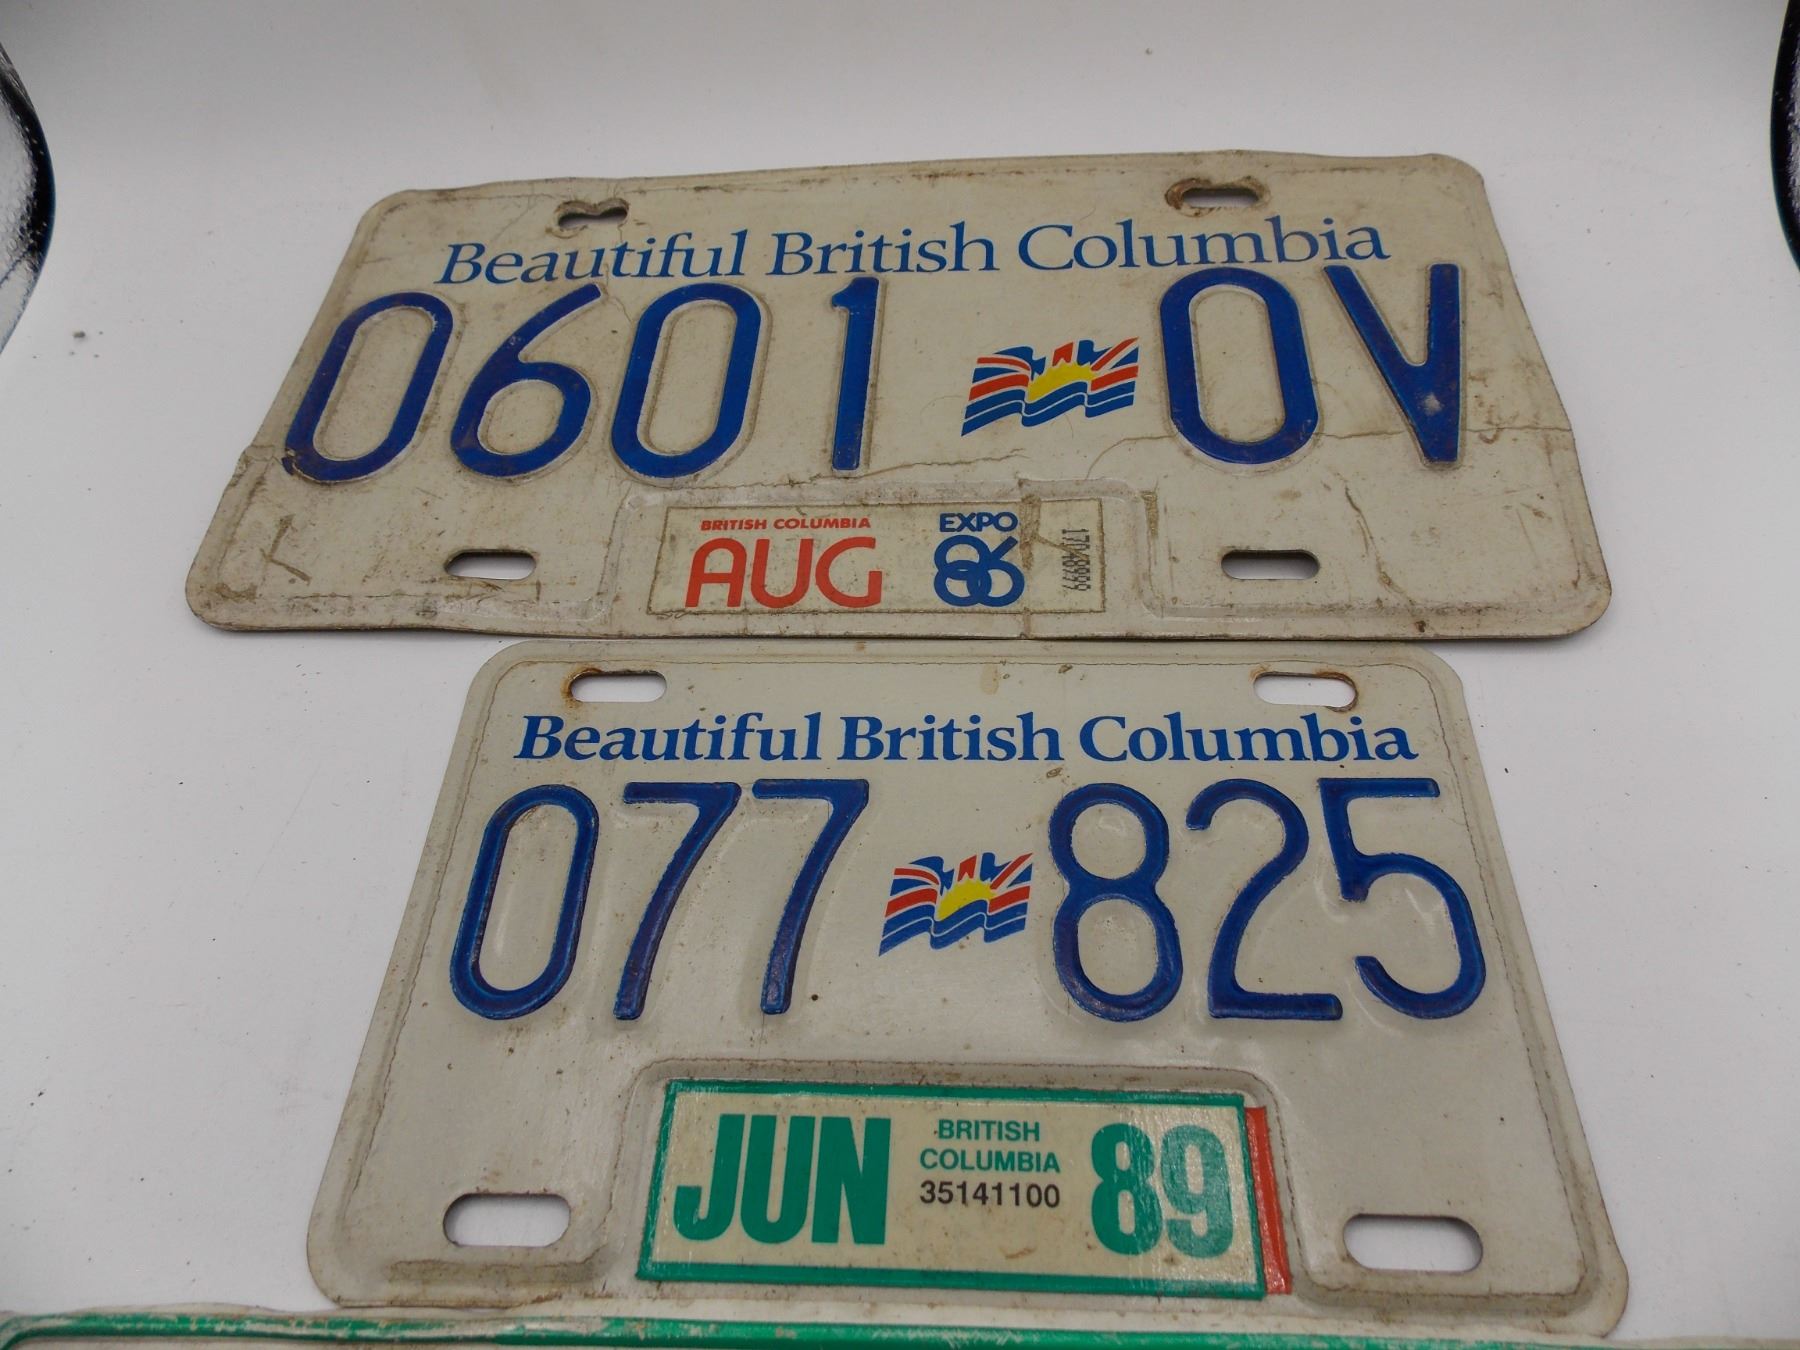 Beautiful British Columbia
0601 OV
BRITISH COLUMBIA
AUG
EXPO
86
Beautiful British Columbia
077 825
JUN
BRITISH
COLUMBIA
35141100
89